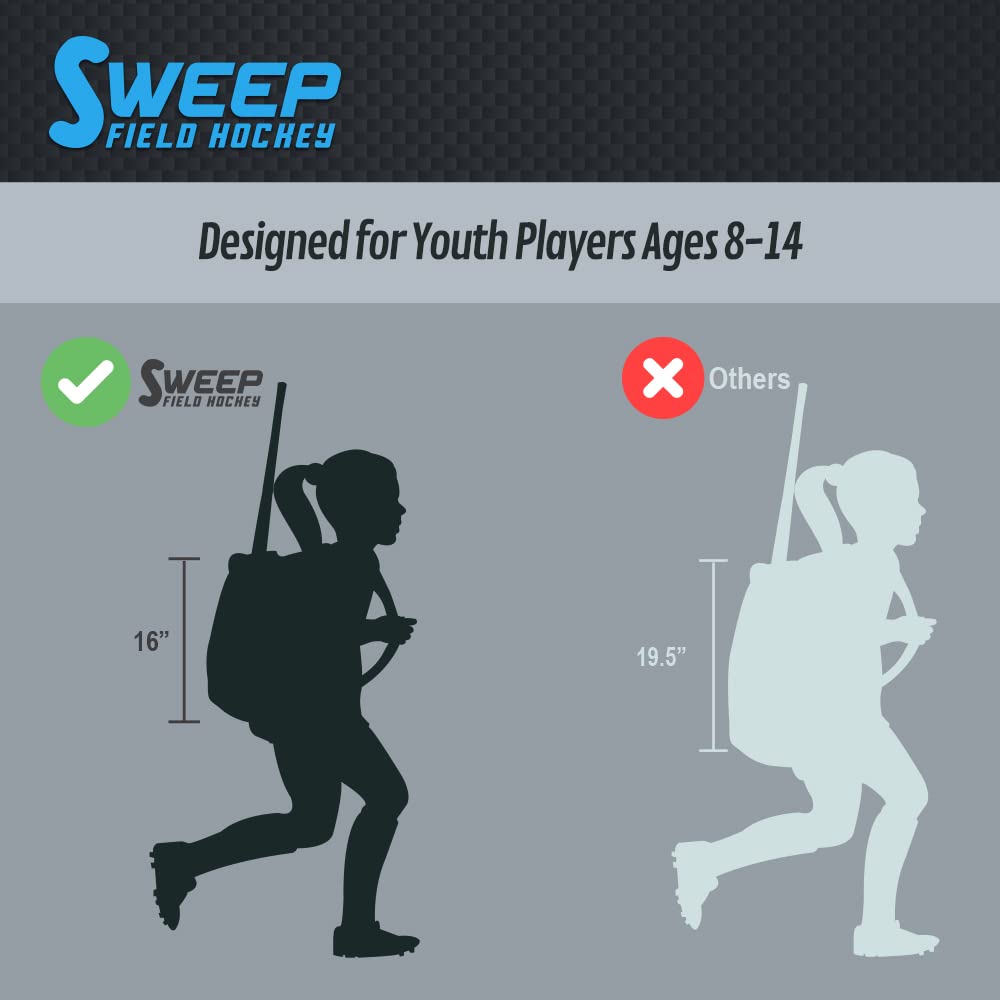 SWEEP
FIELD HOCKEY
Designed for Youth Players Ages 8-14
SWEEP
FIELD HOCKEY
Others
16”
19.5”